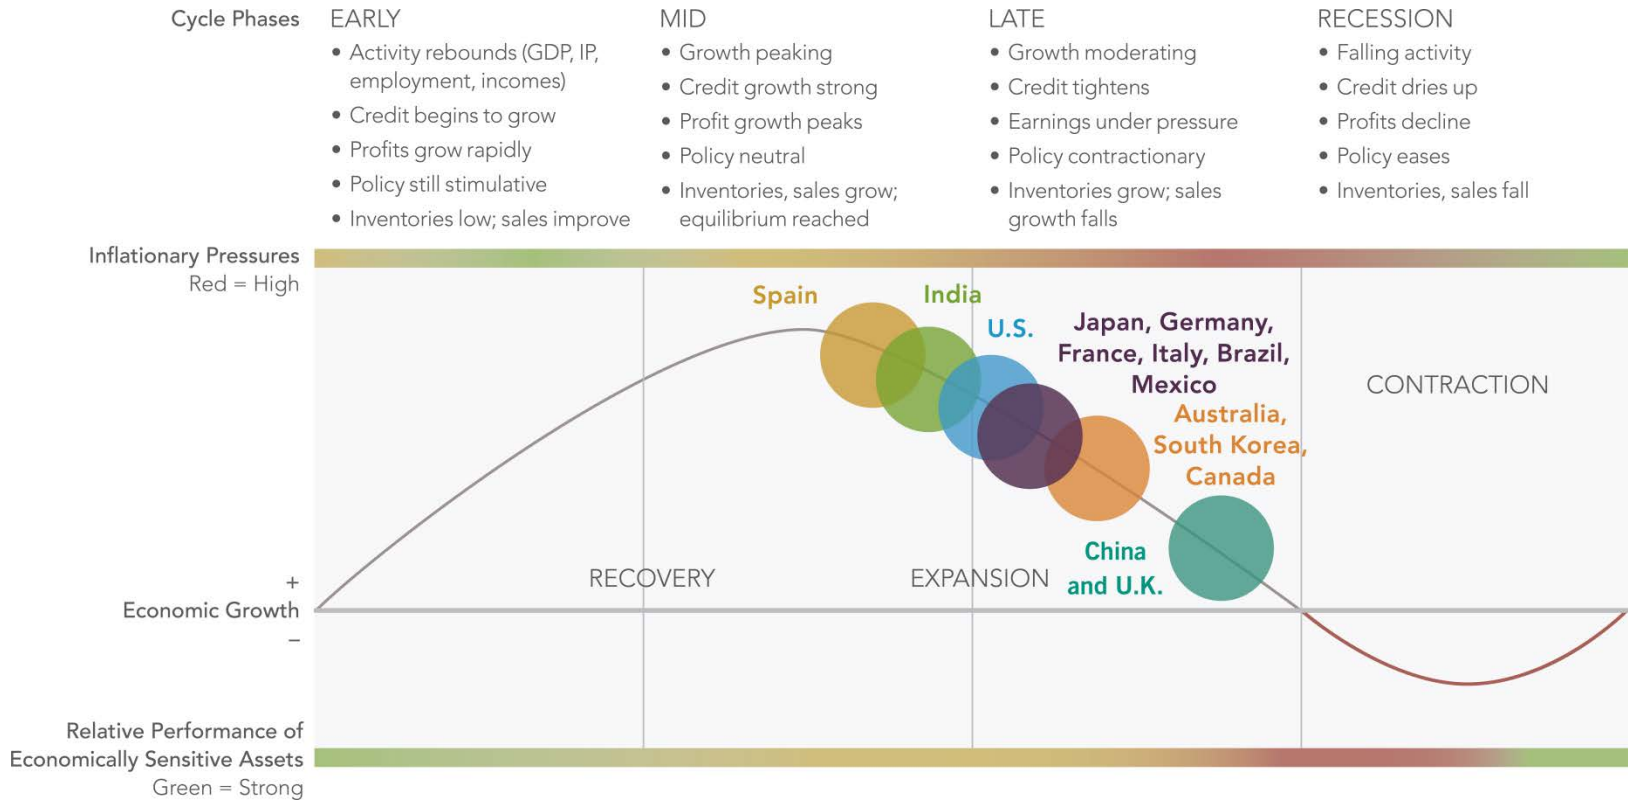 Cycle Phases
EARLY
• Activity rebounds (GDP, IP,
employment, incomes)
• Credit begins to grow
• Profits grow rapidly
• Policy still stimulative
• Inventories low; sales improve
MID
• Growth peaking
• Credit growth strong
• Profit growth peaks
• Policy neutral
• Inventories, sales grow;
equilibrium reached
LATE
• Growth moderating
• Credit tightens
• Earnings under pressure
• Policy contractionary
• Inventories grow; sales
growth falls
RECESSION
• Falling activity
• Credit dries up
• Profits decline
• Policy eases
• Inventories, sales fall
Inflationary Pressures
Red = High
Spain
India
U.S.
Japan, Germany,
France, Italy, Brazil,
Mexico
CONTRACTION
Australia,
South Korea,
Canada
China
and U.K.
RECOVERY
EXPANSION
+
Economic Growth
–
Relative Performance of
Economically Sensitive Assets
Green = Strong